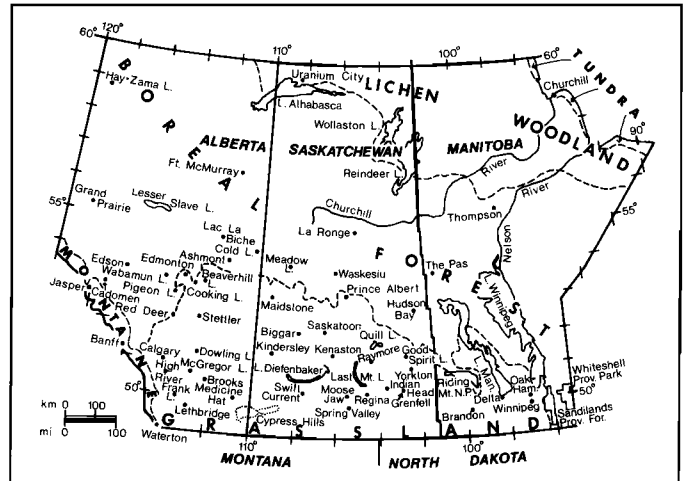 60°
120°
110°
100°
60°
TUNDRA
Hay-Zama L.
Uranium City
LICHEN
Churchill
L. Alhabasca
Wollaston L.
WOODLAND
90°
BOREAL
ALBERTA
SASKATCHEWAN
MANITOBA
Ft. McMurray
Reindeer L.
River
River
Grand
Prairie
Lesser
Slave L.
Churchill
Thompson
55°
55°
Lac La
Biche
La Ronge
FOREST
Nelson
Cold L.
Ashmont
Meadow
The Pas
MONTANE
Edson
Edmonton
Beaverhill
L.
Waskesiu
Wabamun L.
Prince Albert
Winnipeg
L.
Jasper
Pigeon L.
Cooking L.
Cadomen
Maidstone
Hudson
Bay
Red Deer
Stettler
Saskatoon
Biggar
Quill L.
Banff
Calgary
Dowling L.
Kindersley
Kenaston
Raymore
Good
Spirit L.
L.
Man.
Whiteshell
Prov. Park
High
River
McGregor L.
L. Diefenbaker
Last
Mt. L.
Yorkton
Riding
Mt. N.P.
Oak
Ham.
50°
50°
Brooks
Indian
Head
Delta
Frank
Medicine
Hat
Swift
Current
Moose
Jaw
Regina
Grenfell
Winnipeg
Lethbridge
Spring Valley
Brandon
Sandilands
Prov. For.
km
0
100
mi
0
100
Waterton
Cypress Hills
GRASSLAND
110°
100°
MONTANA
NORTH DAKOTA